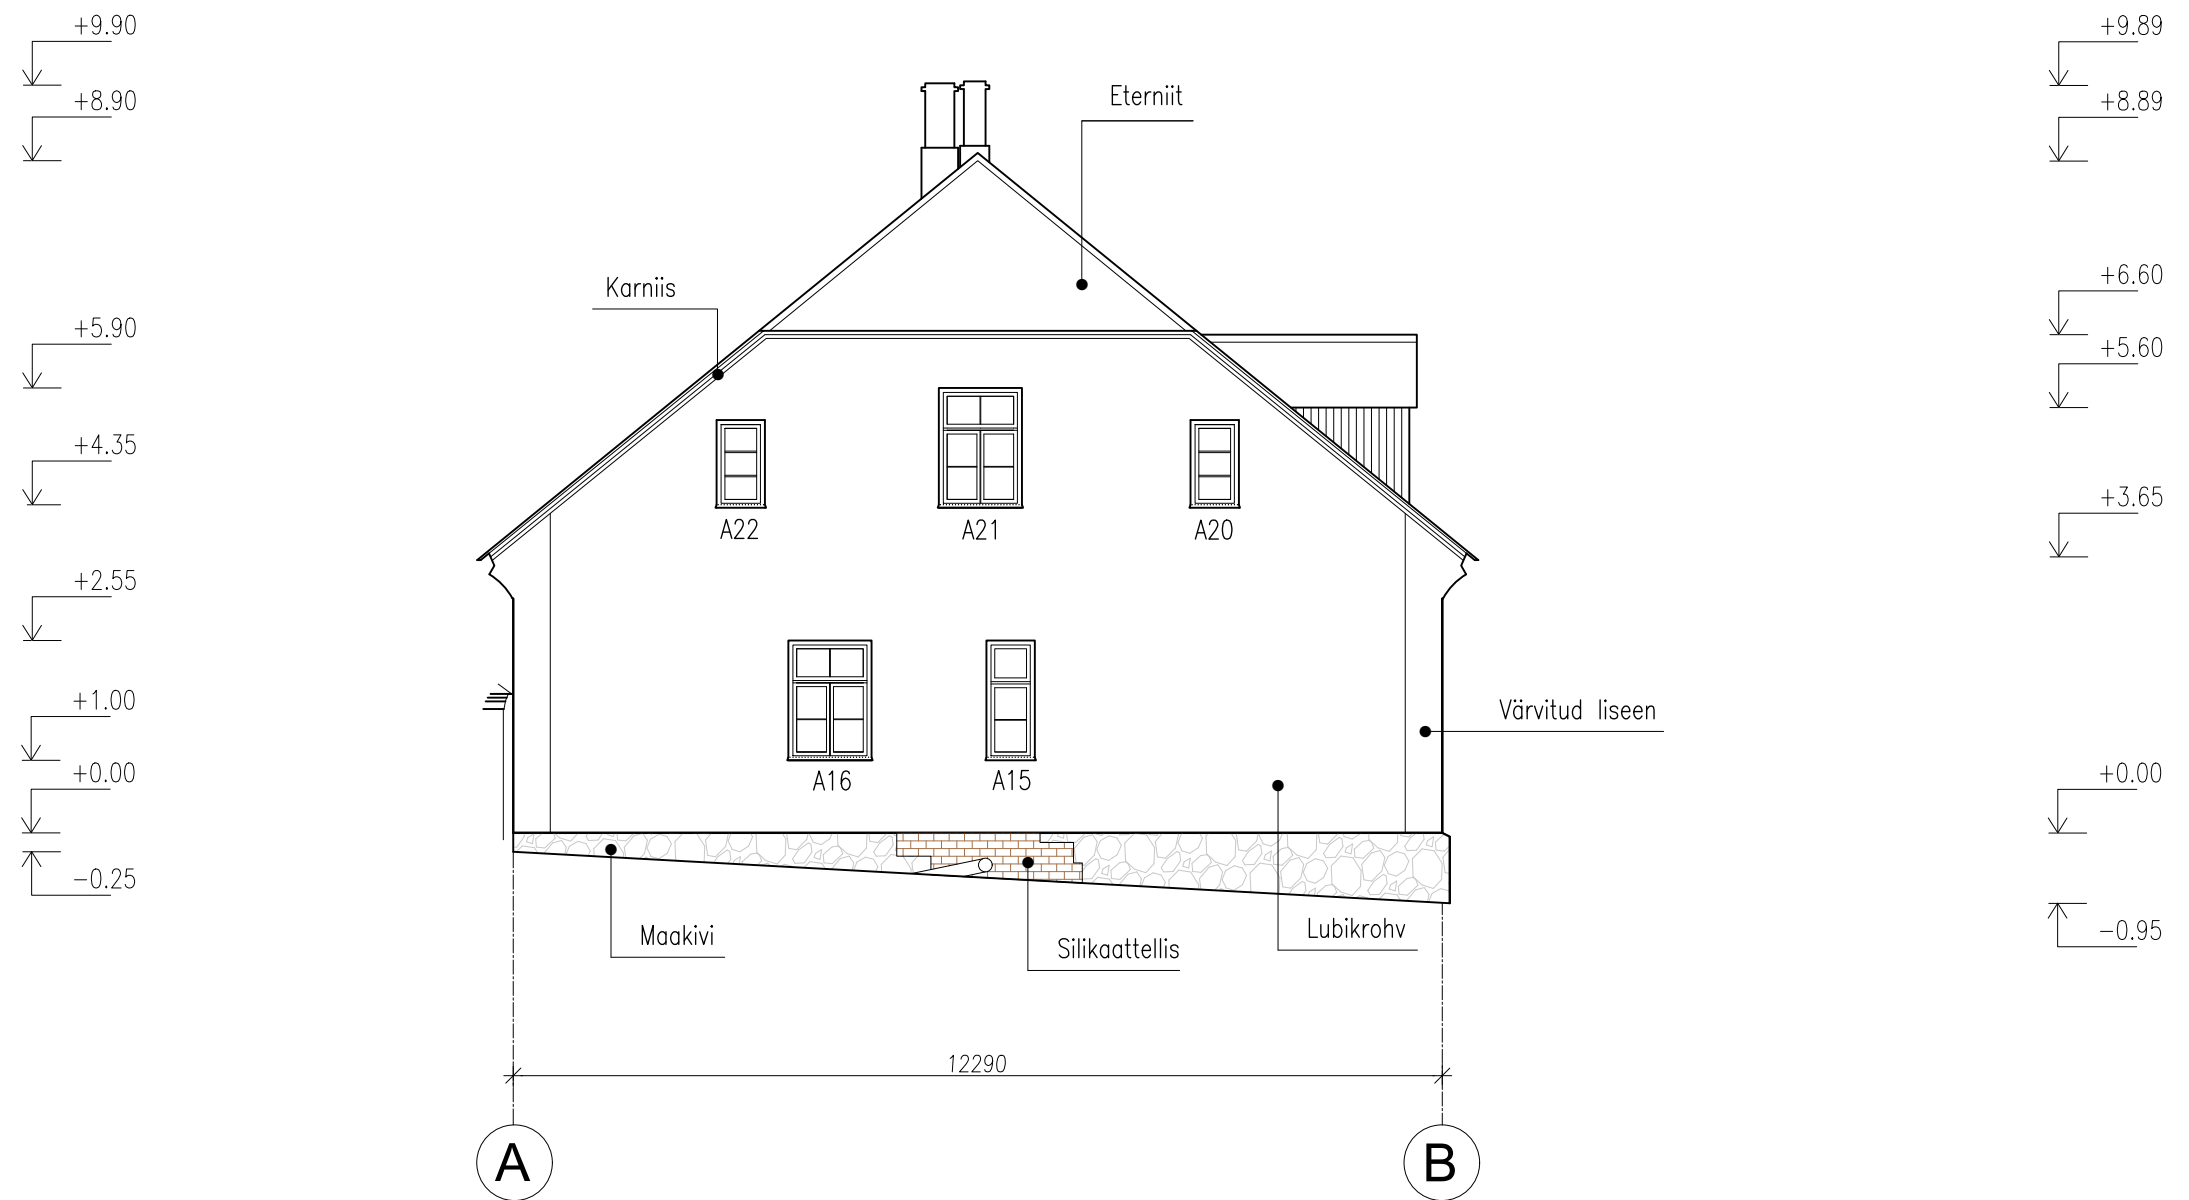 +9.90
+9.89
+8.90
Eterniit
+8.89
Karniis
+6.60
+5.90
+5.60
+4.35
+3.65
A22
A21
A20
+2.55
+1.00
Värvitud liseen
+0.00
A16
A15
+0.00
-0.25
Maakivi
Silikaattellis
Lubikrohv
-0.95
12290
A
B